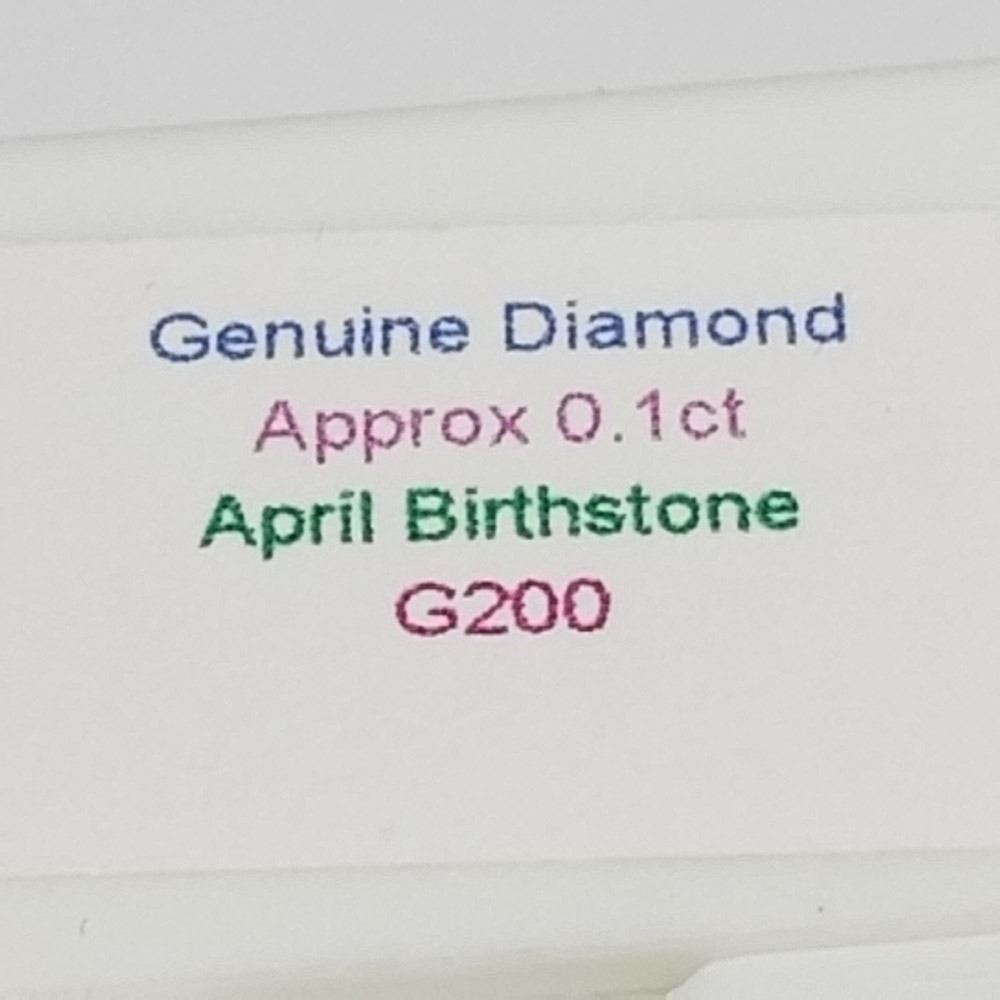 Genuine Diamond
Approx 0.1ct
April Birthstone
G200